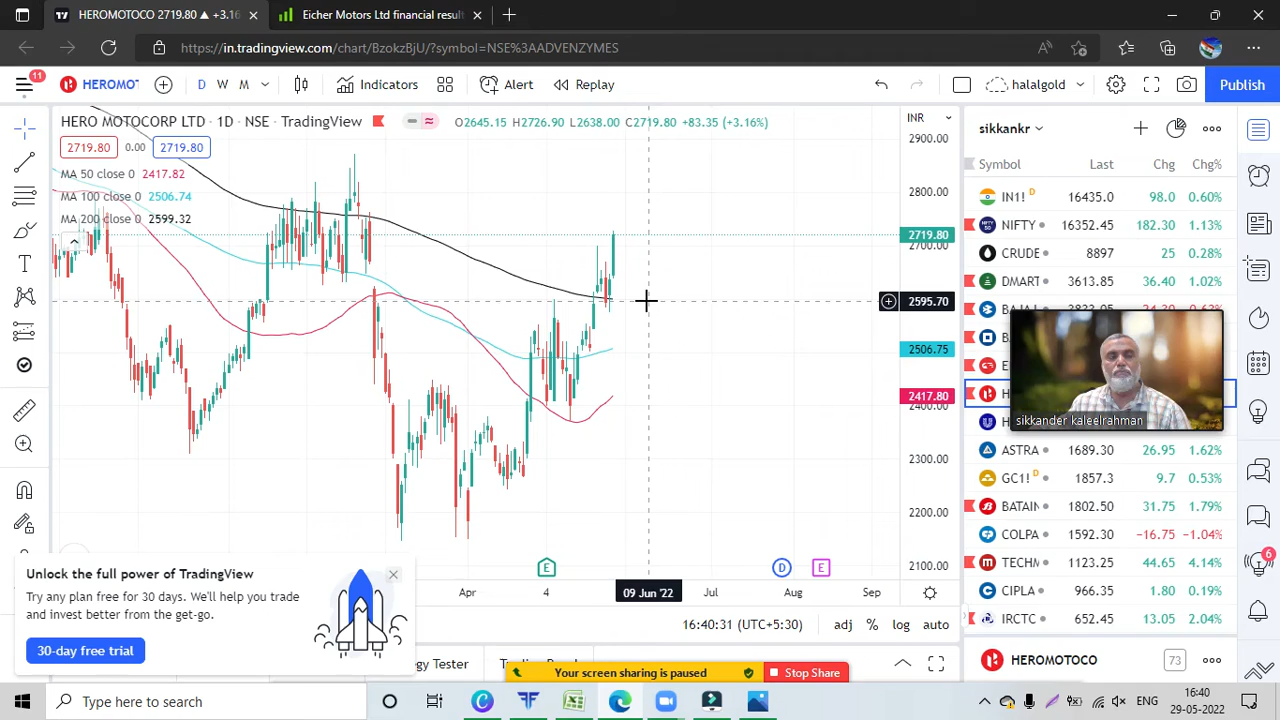 HEROMOTOCO 2719.80 ▲ +3.16
Eicher Motors Ltd financial result
https://in.tradingview.com/chart/BzokzBjU/?symbol=NSE%3AADVENZYMES
11
HEROMOT
D W M
Indicators
Alert
Replay
halalgold
Publish
HERO MOTOCORP LTD · 1D · NSE · TradingView
O2645.15 H2726.90 L2638.00 C2719.80 +83.35 (+3.16%)
INR
2719.80 0.00 2719.80
MA 50 close 0 2417.82
MA 100 close 0 2506.74
MA 200 close 0 2599.32
2900.00
2800.00
2719.80
2700.00
2595.70
2506.75
2417.80
2400.00
2300.00
2200.00
2100.00
sikkankr
Symbol Last Chg Chg%
IN1! D 16435.0 98.0 0.60%
NIFTY 16352.45 182.30 1.13%
CRUDE 8897 25 0.28%
DMART 3613.85 36.40 1.02%
sikkander kaleelrahman
ASTRA 1689.30 26.95 1.62%
GC1! D 1857.3 9.7 0.53%
BATAIN 1802.50 31.75 1.79%
COLPA 1592.30 −16.75 −1.04%
TECHM 1123.25 44.65 4.14%
CIPLA 966.35 1.80 0.19%
IRCTC 652.45 13.05 2.04%
6
E D E
Apr 4 09 Jun '22 Jul Aug Sep
16:40:31 (UTC+5:30) adj % log auto
Unlock the full power of TradingView
Try any plan free for 30 days. We'll help you trade
and invest better from the get-go.
30-day free trial
HEROMOTOCO 73
Your screen sharing is paused
Stop Share
Type here to search
16:40
29-05-2022